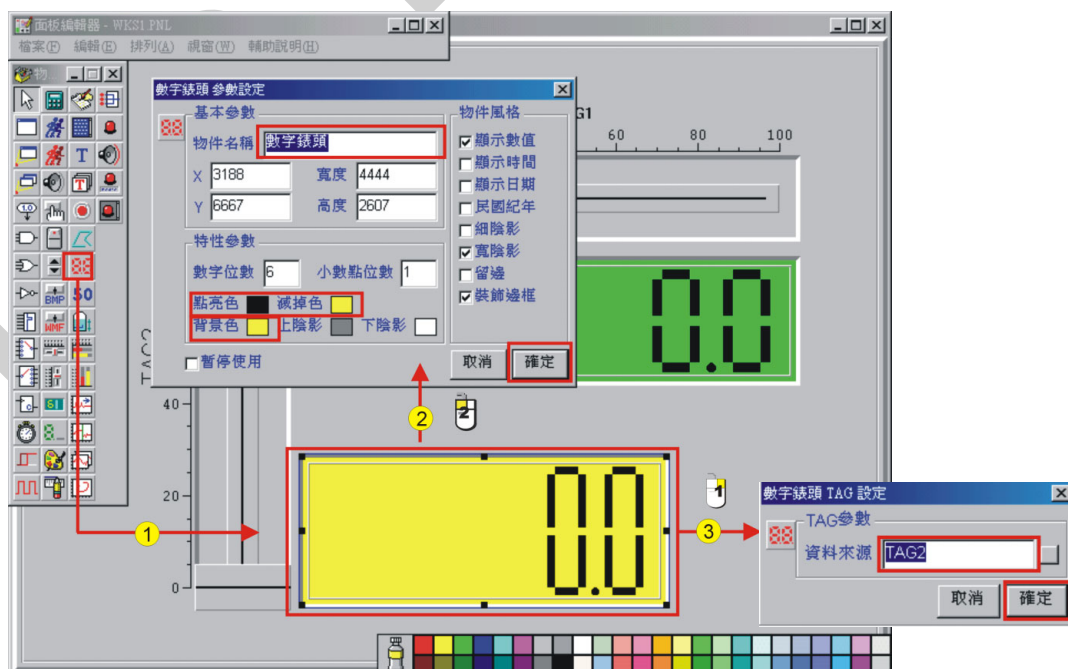 面板編輯器 - WKS1.PNL
檔案(F) 編輯(E) 排列(A) 視窗(W) 輔助說明(H)
物
T
BMP 50
WMF
數字錶頭 參數設定
基本參數
物件名稱 數字錶頭
X 3188 寬度 4444
Y 6667 高度 2607
特性參數
數字位數 6 小數點位數 1
點亮色 滅掉色
背景色 上陰影 下陰影
暫停使用
物件風格
顯示數值
顯示時間
顯示日期
民國紀年
細陰影
寬陰影
留邊
裝飾邊框
取消 確定
G1
60 80 100
0.0
40
20
0
0.0
1
2
2
1
3
數字錶頭 TAG 設定
TAG參數
資料來源 TAG2
取消 確定